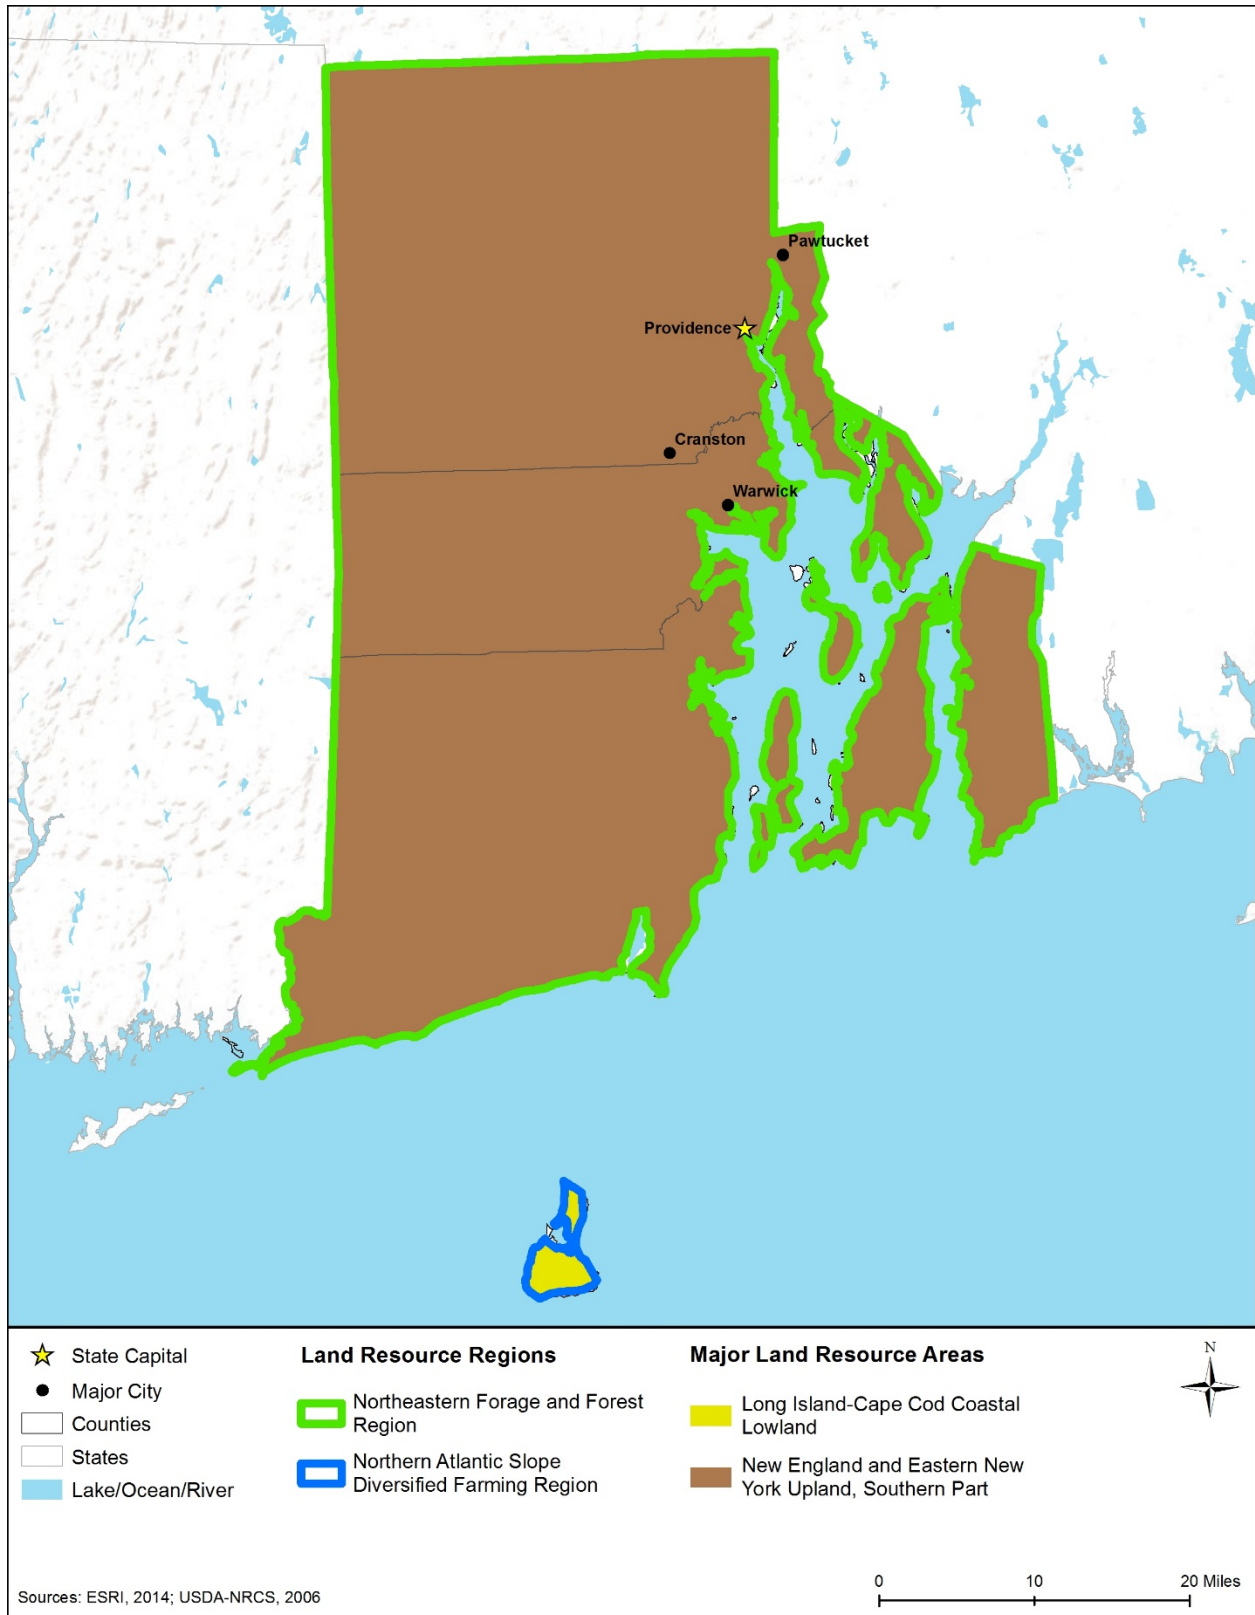 Pawtucket
Providence
Cranston
Warwick
State Capital
Major City
Counties
States
Lake/Ocean/River
Land Resource Regions
Northeastern Forage and Forest
Region
Northern Atlantic Slope
Diversified Farming Region
Major Land Resource Areas
Long Island-Cape Cod Coastal
Lowland
New England and Eastern New
York Upland, Southern Part
N
Sources: ESRI, 2014; USDA-NRCS, 2006
0 10 20 Miles